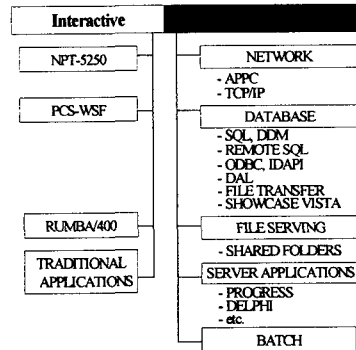 Interactive
NPT-5250
PCS-WSF
RUMBA/400
TRADITIONAL
APPLICATIONS
NETWORK
- APPC
- TCP/IP
DATABASE
- SQL, DDM
- REMOTE SQL
- ODBC, IDAPI
- DAL
- FILE TRANSFER
- SHOWCASE VISTA
FILE SERVING
- SHARED FOLDERS
SERVER APPLICATIONS
- PROGRESS
- DELPHI
- etc.
BATCH